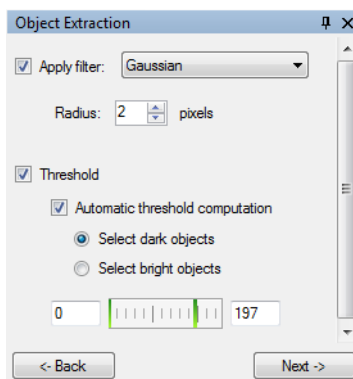 Object Extraction
Apply filter: Gaussian
Radius: 2 pixels
Threshold
Automatic threshold computation
Select dark objects
Select bright objects
0 197
<- Back Next ->